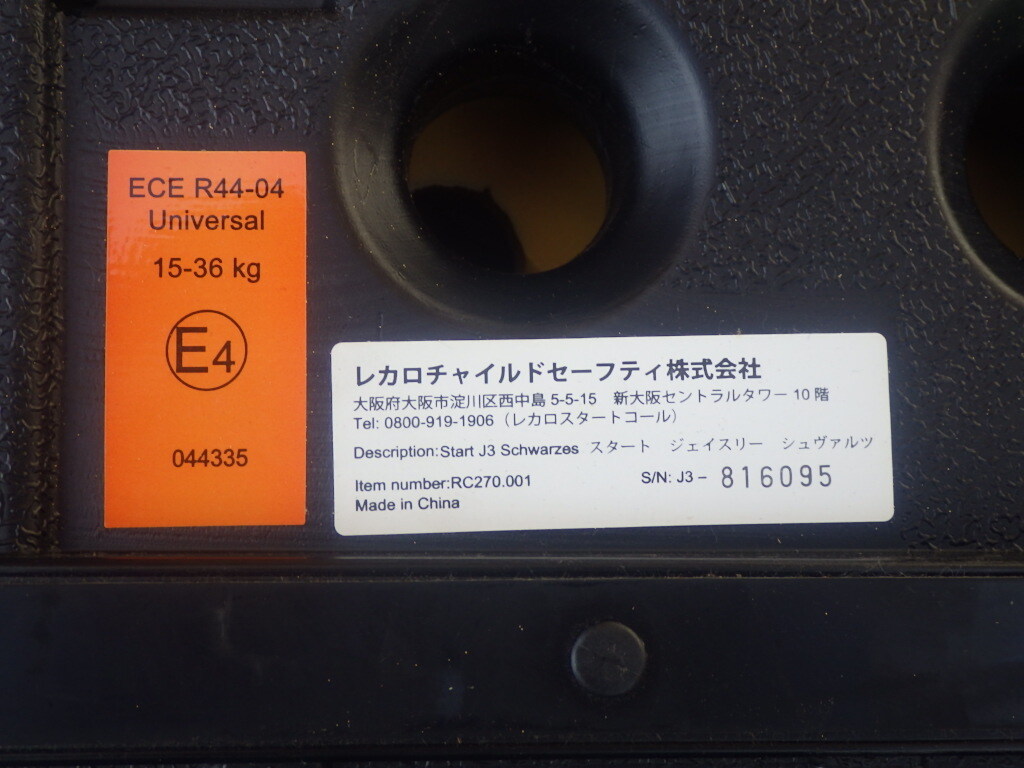 ECE R44-04
Universal
15-36 kg
E4
044335
レカロチャイルドセーフティ株式会社
大阪府大阪市淀川区西中島 5-5-15　新大阪セントラルタワー 10 階
Tel: 0800-919-1906（レカロスタートコール）
Description:Start J3 Schwarzes スタート　ジェイスリー　シュヴァルツ
Item number:RC270.001　S/N: J3 – 816095
Made in China